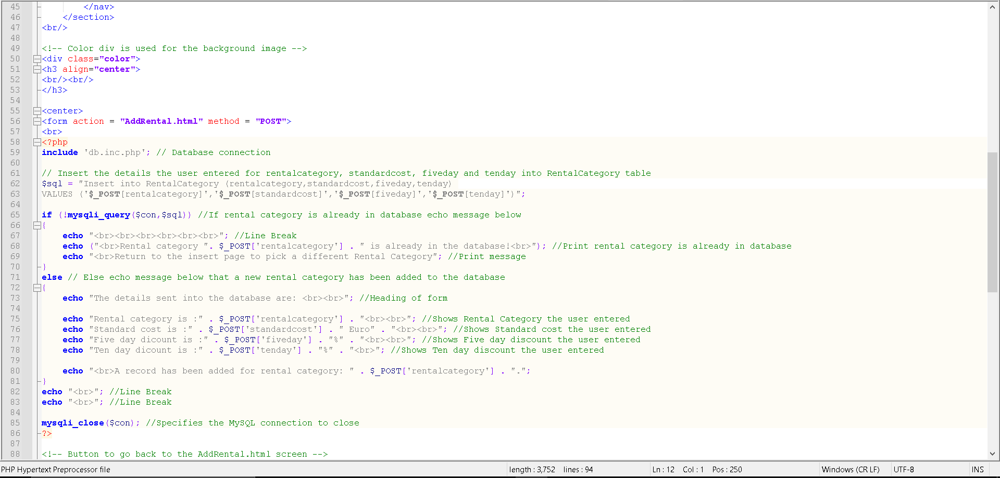 45         </nav>
46     </section>
47 <br/>
48
49 <!-- Color div is used for the background image -->
50 <div class="color">
51 <h3 align="center">
52 <br/><br/>
53 </h3>
54
55 <center>
56 <form action = "AddRental.html" method = "POST">
57 <br>
58 <?php
59 include 'db.inc.php'; // Database connection
60
61 // Insert the details the user entered for rentalcategory, standardcost, fiveday and tenday into RentalCategory table
62 $sql = "Insert into RentalCategory (rentalcategory,standardcost,fiveday,tenday)
63 VALUES ('$_POST[rentalcategory]','$_POST[standardcost]','$_POST[fiveday]','$_POST[tenday]')";
64
65 if (!mysqli_query($con,$sql)) //If rental category is already in database echo message below
66 {
67     echo "<br><br><br><br><br><br>"; //Line Break
68     echo ("<br>Rental category ". $_POST['rentalcategory'] . " is already in the database!<br>"); //Print rental category is already in database
69     echo "<br>Return to the insert page to pick a different Rental Category"; //Print message
70 }
71 else // Else echo message below that a new rental category has been added to the database
72 {
73     echo "The details sent into the database are: <br><br>"; //Heading of form
74
75     echo "Rental category is :" . $_POST['rentalcategory'] . "<br><br>"; //Shows Rental Category the user entered
76     echo "Standard cost is :" . $_POST['standardcost'] . " Euro" . "<br><br>"; //Shows Standard cost the user entered
77     echo "Five day dicount is :" . $_POST['fiveday'] . "%" . "<br><br>"; //Shows Five day discount the user entered
78     echo "Ten day dicount is :" . $_POST['tenday'] . "%" . "<br>"; //Shows Ten day discount the user entered
79
80     echo "<br>A record has been added for rental category: " . $_POST['rentalcategory'] . ".";
81 }
82 echo "<br>"; //Line Break
83 echo "<br>"; //Line Break
84
85 mysqli_close($con); //Specifies the MySQL connection to close
86 ?>
87
88 <!-- Button to go back to the AddRental.html screen -->
PHP Hypertext Preprocessor file length : 3,752 lines : 94 Ln : 12 Col : 1 Pos : 250 Windows (CR LF) UTF-8 INS